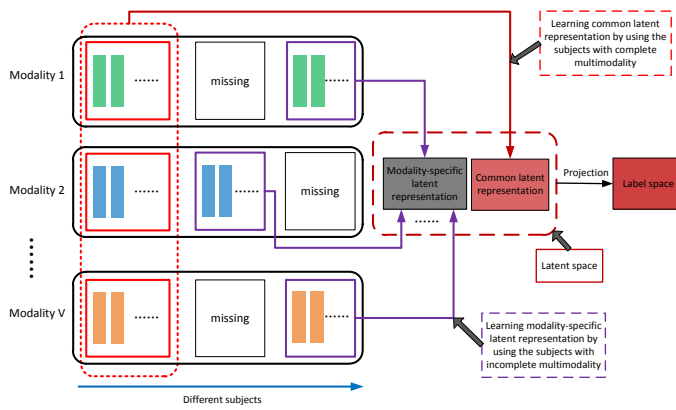 Learning common latent
representation by using the
subjects with complete
multimodality
Modality 1
......
missing
......
Modality 2
......
......
missing
Modality-specific
latent
representation
Common latent
representation
Projection
Label space
......
......
Latent space
Modality V
......
missing
......
Learning modality-specific
latent representation by
using the subjects with
incomplete multimodality
Different subjects